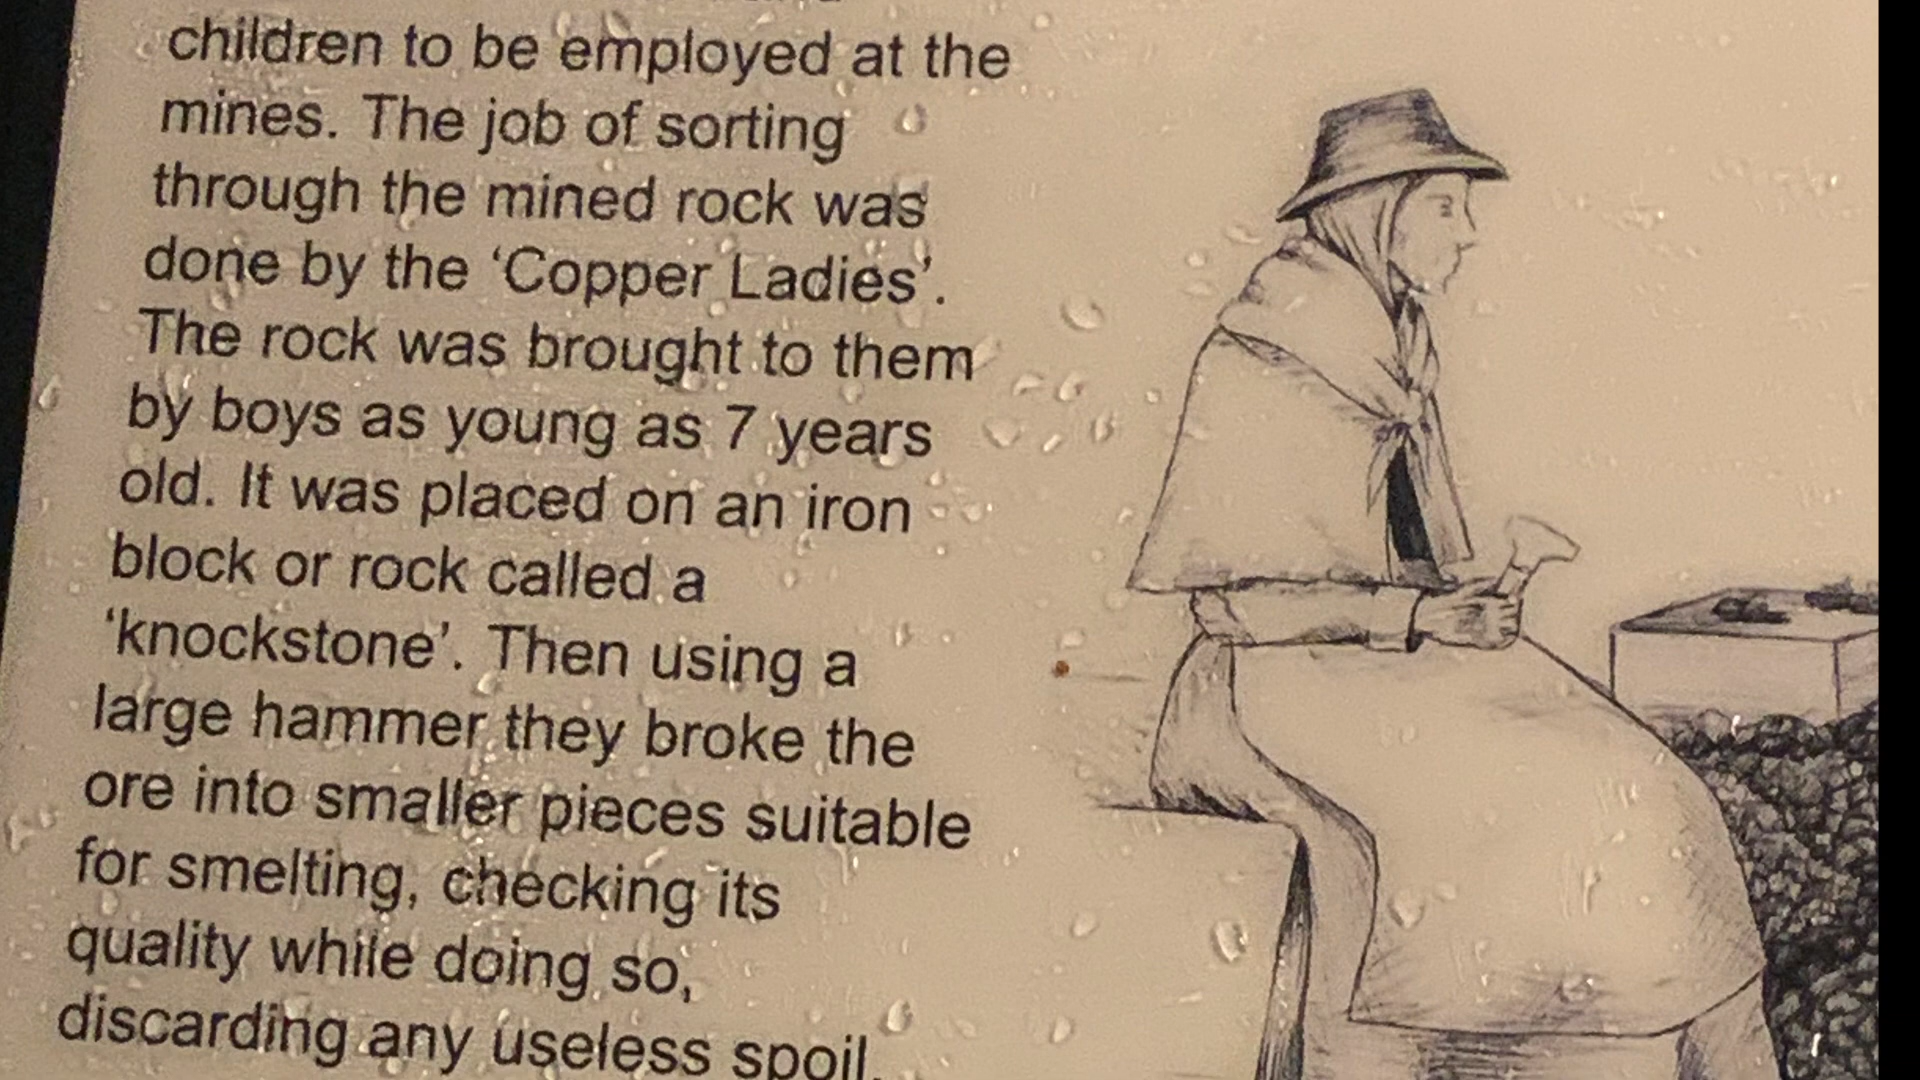 children to be employed at the
mines. The job of sorting
through the mined rock was
done by the ‘Copper Ladies’.
The rock was brought to them
by boys as young as 7 years
old. It was placed on an iron
block or rock called a
‘knockstone’. Then using a
large hammer they broke the
ore into smaller pieces suitable
for smelting, checking its
quality while doing so,
discarding any useless spoil.